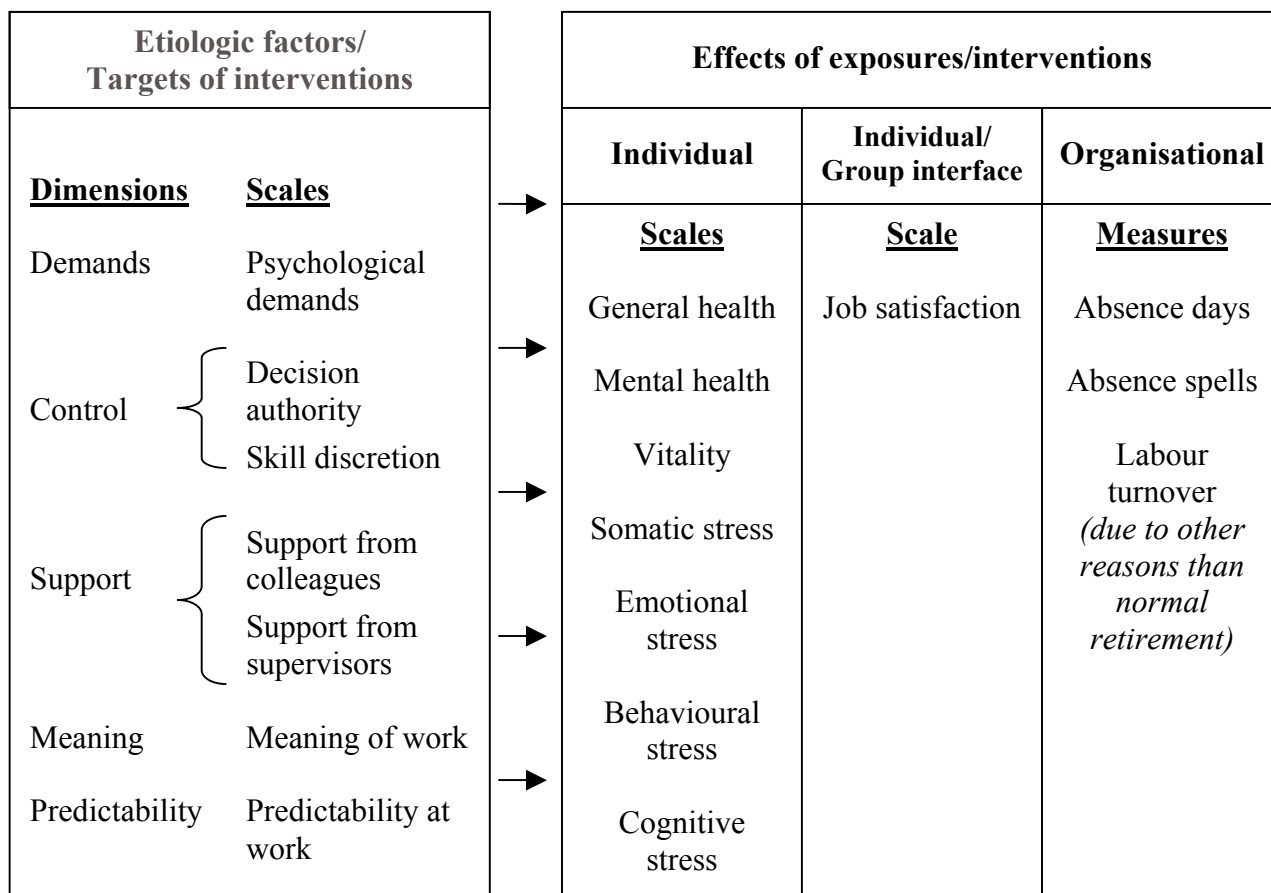 Etiologic factors/
Targets of interventions
Dimensions Scales
Demands Psychological
demands
Control Decision
authority
Skill discretion
Support Support from
colleagues
Support from
supervisors
Meaning Meaning of work
Predictability Predictability at
work
Effects of exposures/interventions
Individual
Scales
General health
Mental health
Vitality
Somatic stress
Emotional
stress
Behavioural
stress
Cognitive
stress
Individual/
Group interface
Scale
Job satisfaction
Organisational
Measures
Absence days
Absence spells
Labour
turnover
(due to other
reasons than
normal
retirement)